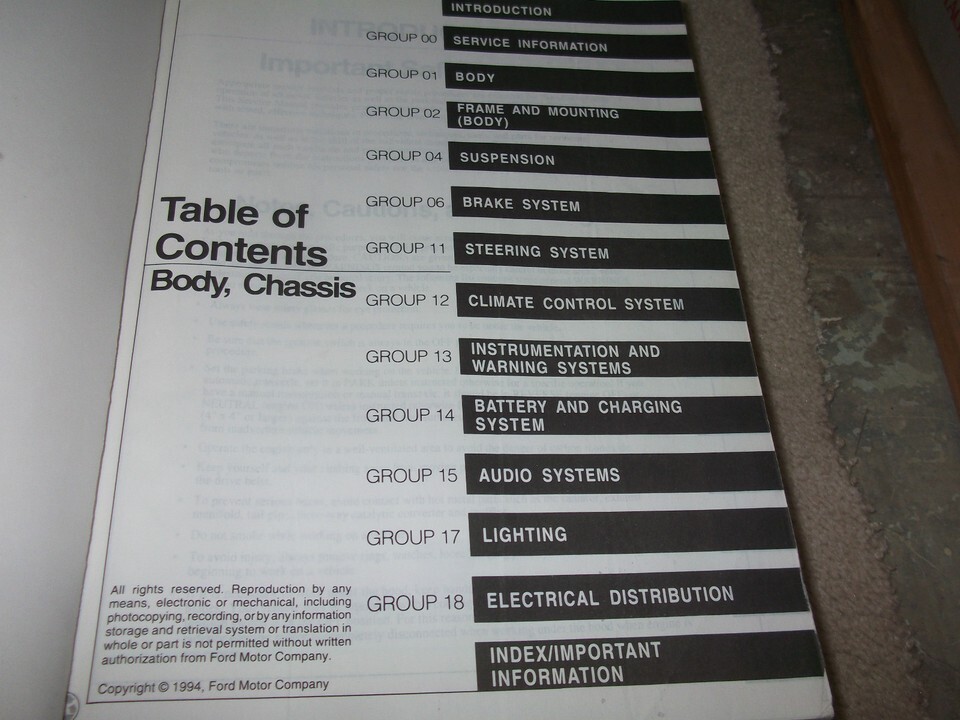 INTRODUCTION
GROUP 00 SERVICE INFORMATION
GROUP 01 BODY
GROUP 02 FRAME AND MOUNTING
(BODY)
GROUP 04 SUSPENSION
GROUP 06 BRAKE SYSTEM
GROUP 11 STEERING SYSTEM
GROUP 12 CLIMATE CONTROL SYSTEM
GROUP 13 INSTRUMENTATION AND
WARNING SYSTEMS
GROUP 14 BATTERY AND CHARGING
SYSTEM
GROUP 15 AUDIO SYSTEMS
GROUP 17 LIGHTING
GROUP 18 ELECTRICAL DISTRIBUTION
INDEX/IMPORTANT
INFORMATION
Table of
Contents
Body, Chassis
All rights reserved. Reproduction by any
means, electronic or mechanical, including
photocopying, recording, or by any information
storage and retrieval system or translation in
whole or part is not permitted without written
authorization from Ford Motor Company.
Copyright © 1994, Ford Motor Company